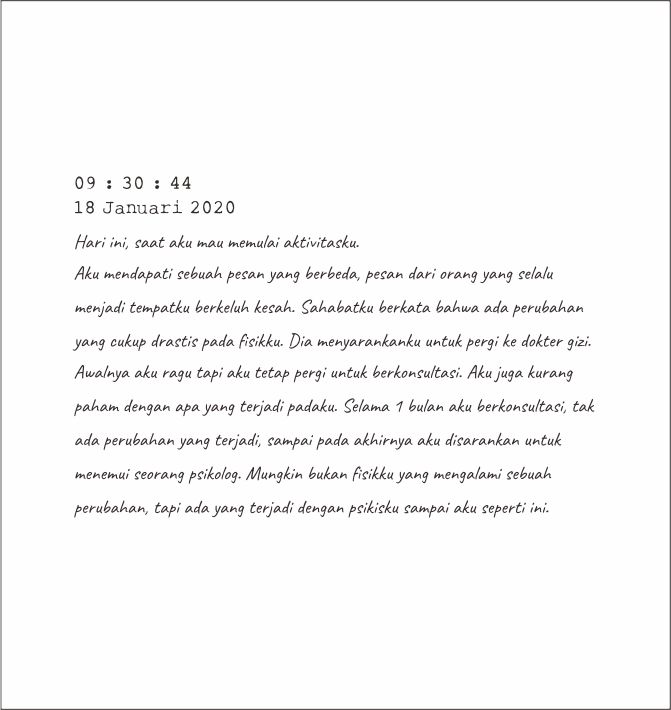 09 : 30 : 44
18 Januari 2020
Hari ini, saat aku mau memulai aktivitasku.
Aku mendapati sebuah pesan yang berbeda, pesan dari orang yang selalu
menjadi tempatku berkeluh kesah. Sahabatku berkata bahwa ada perubahan
yang cukup drastis pada fisikku. Dia menyarankanku untuk pergi ke dokter gizi.
Awalnya aku ragu tapi aku tetap pergi untuk berkonsultasi. Aku juga kurang
paham dengan apa yang terjadi padaku. Selama 1 bulan aku berkonsultasi, tak
ada perubahan yang terjadi, sampai pada akhirnya aku disarankan untuk
menemui seorang psikolog. Mungkin bukan fisikku yang mengalami sebuah
perubahan, tapi ada yang terjadi dengan psikisku sampai aku seperti ini.